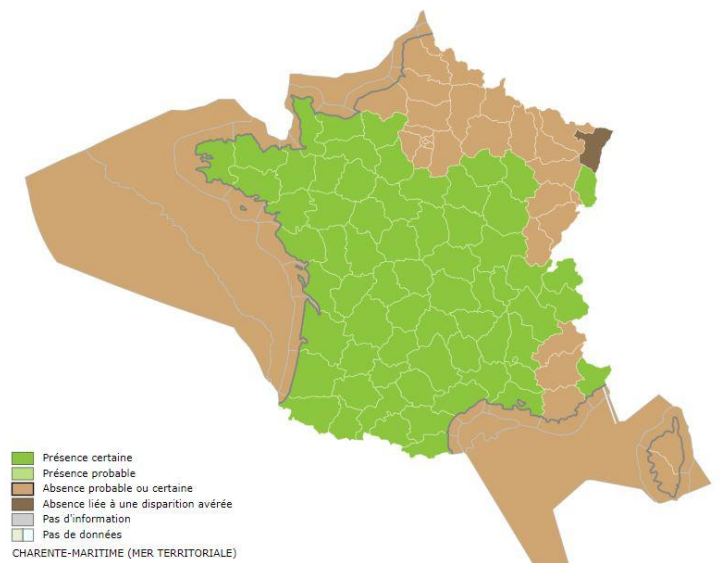 Présence certaine
Présence probable
Absence probable ou certaine
Absence liée à une disparition avérée
Pas d'information
Pas de données
CHARENTE-MARITIME (MER TERRITORIALE)